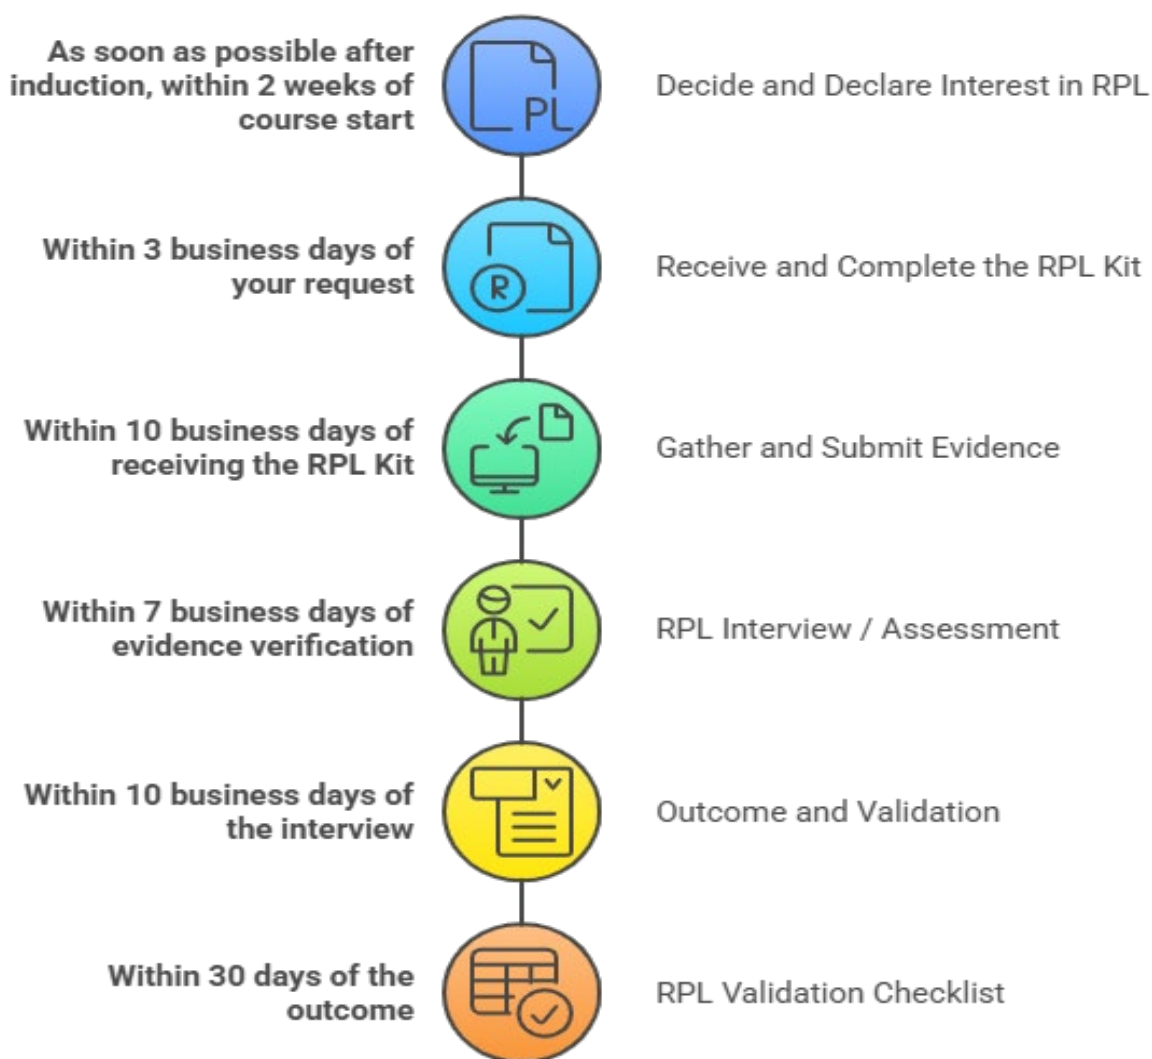 As soon as possible after
induction, within 2 weeks of
course start
PL
Decide and Declare Interest in RPL
Within 3 business days of
your request
R
Receive and Complete the RPL Kit
Within 10 business days of
receiving the RPL Kit
Gather and Submit Evidence
Within 7 business days of
evidence verification
RPL Interview / Assessment
Within 10 business days of
the interview
Outcome and Validation
Within 30 days of the
outcome
RPL Validation Checklist